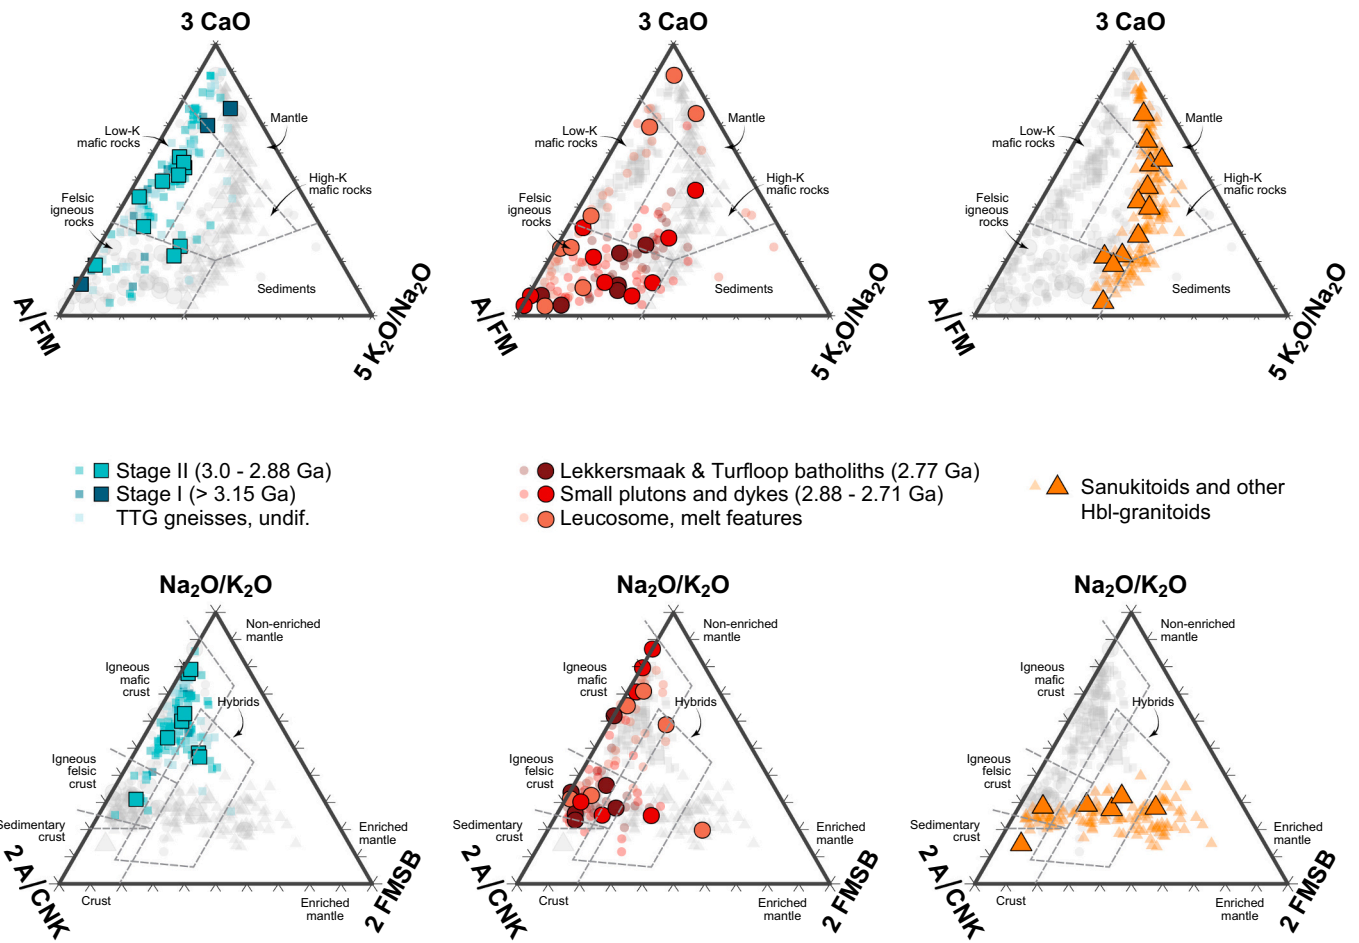 3 CaO
3 CaO
3 CaO
Low-K
mafic rocks
Mantle
Felsic
igneous
rocks
High-K
mafic rocks
Sediments
A/FM
5 K₂O/Na₂O
Low-K
mafic rocks
Mantle
Felsic
igneous
rocks
High-K
mafic rocks
Sediments
A/FM
5 K₂O/Na₂O
Low-K
mafic rocks
Mantle
Felsic
igneous
rocks
High-K
mafic rocks
Sediments
A/FM
5 K₂O/Na₂O
Stage II (3.0 - 2.88 Ga)
Stage I (> 3.15 Ga)
TTG gneisses, undif.
Lekkersmaak & Turfloop batholiths (2.77 Ga)
Small plutons and dykes (2.88 - 2.71 Ga)
Leucosome, melt features
Sanukitoids and other
Hbl-granitoids
Na₂O/K₂O
Na₂O/K₂O
Na₂O/K₂O
Non-enriched
mantle
Igneous
mafic
crust
Hybrids
Igneous
felsic
crust
Sedimentary
crust
Enriched
mantle
2 A/CNK
Crust
Enriched
mantle
2 FMSB
Non-enriched
mantle
Igneous
mafic
crust
Hybrids
Igneous
felsic
crust
Sedimentary
crust
Enriched
mantle
2 A/CNK
Crust
Enriched
mantle
2 FMSB
Non-enriched
mantle
Igneous
mafic
crust
Hybrids
Igneous
felsic
crust
Sedimentary
crust
Enriched
mantle
2 A/CNK
Crust
Enriched
mantle
2 FMSB